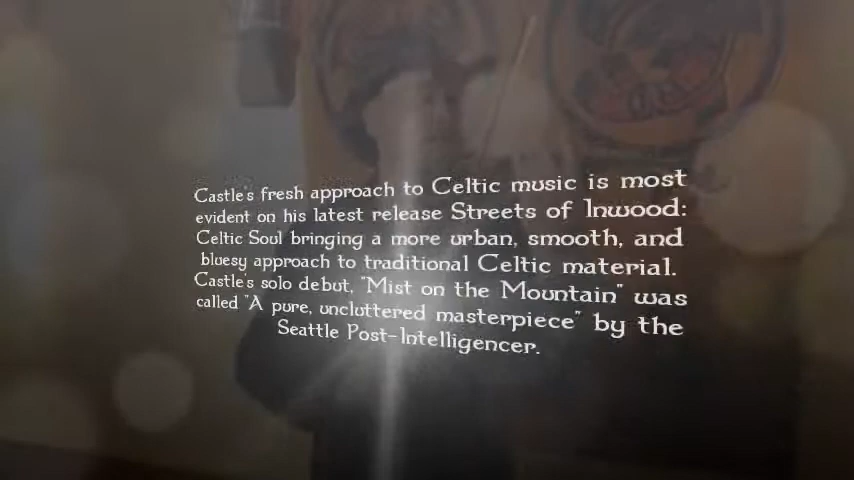 Castle's fresh approach to Celtic music is most
evident on his latest release Streets of Inwood:
Celtic Soul bringing a more urban, smooth, and
bluesy approach to traditional Celtic material.
Castle's solo debut, "Mist on the Mountain" was
called "A pure, uncluttered masterpiece" by the
Seattle Post-Intelligencer.